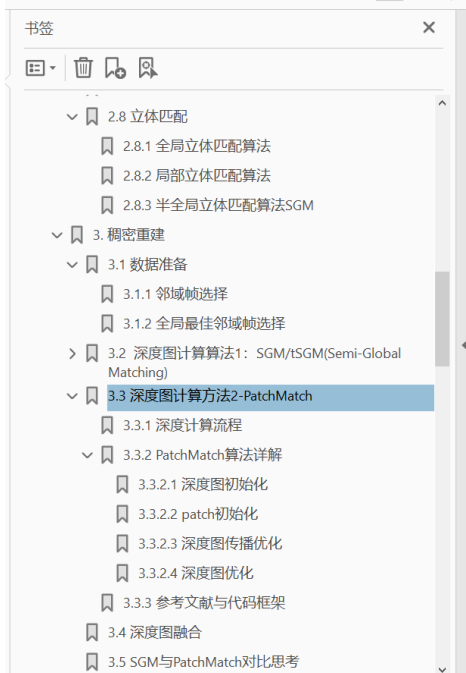 书签
2.8 立体匹配
2.8.1 全局立体匹配算法
2.8.2 局部立体匹配算法
2.8.3 半全局立体匹配算法SGM
3. 稠密重建
3.1 数据准备
3.1.1 邻域帧选择
3.1.2 全局最佳邻域帧选择
3.2 深度图计算算法1：SGM/tSGM(Semi-Global
Matching)
3.3 深度图计算方法2-PatchMatch
3.3.1 深度计算流程
3.3.2 PatchMatch算法详解
3.3.2.1 深度图初始化
3.3.2.2 patch初始化
3.3.2.3 深度图传播优化
3.3.2.4 深度图优化
3.3.3 参考文献与代码框架
3.4 深度图融合
3.5 SGM与PatchMatch对比思考